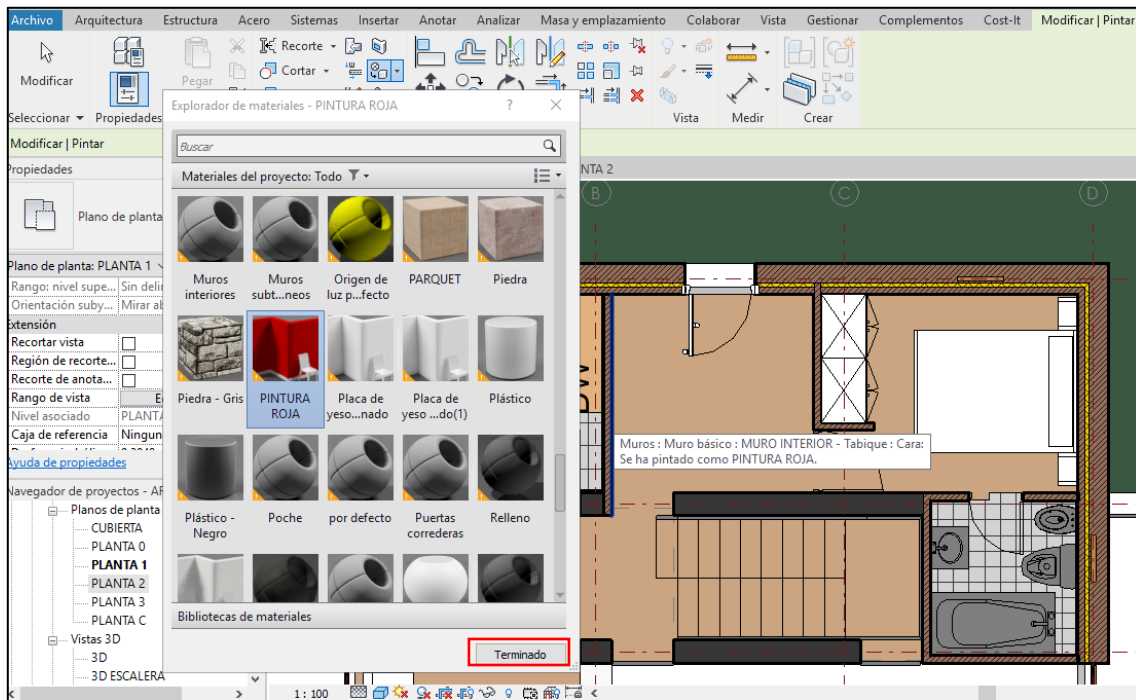 Archivo Arquitectura Estructura Acero Sistemas Insertar Anotar Analizar Masa y emplazamiento Colaborar Vista Gestionar Complementos Cost-It Modificar | Pintar
Modificar
Pegar
Recorte
Cortar
Seleccionar Propiedades
Vista Medir Crear
Modificar | Pintar
Propiedades
Plano de planta
Plano de planta: PLANTA 1
Rango: nivel supe... Sin deli
Orientación suby... Mirar ab
Extensión
Recortar vista
Región de recorte...
Recorte de anota...
Rango de vista E
Nivel asociado PLANTA
Caja de referencia Ningun
Ayuda de propiedades
Navegador de proyectos - AR
Planos de planta
CUBIERTA
PLANTA 0
PLANTA 1
PLANTA 2
PLANTA 3
PLANTA C
Vistas 3D
3D
3D ESCALERA
Explorador de materiales - PINTURA ROJA
?
Buscar
Materiales del proyecto: Todo
Muros interiores
Muros subt...neos
Origen de luz p...fecto
PARQUET
Piedra
Piedra - Gris
PINTURA ROJA
Placa de yeso...nado
Placa de yeso ...do(1)
Plástico
Plástico - Negro
Poche
por defecto
Puertas correderas
Relleno
Bibliotecas de materiales
Terminado
NTA 2
B
C
D
DW
Muros : Muro básico : MURO INTERIOR - Tabique : Cara:
Se ha pintado como PINTURA ROJA.
1 : 100